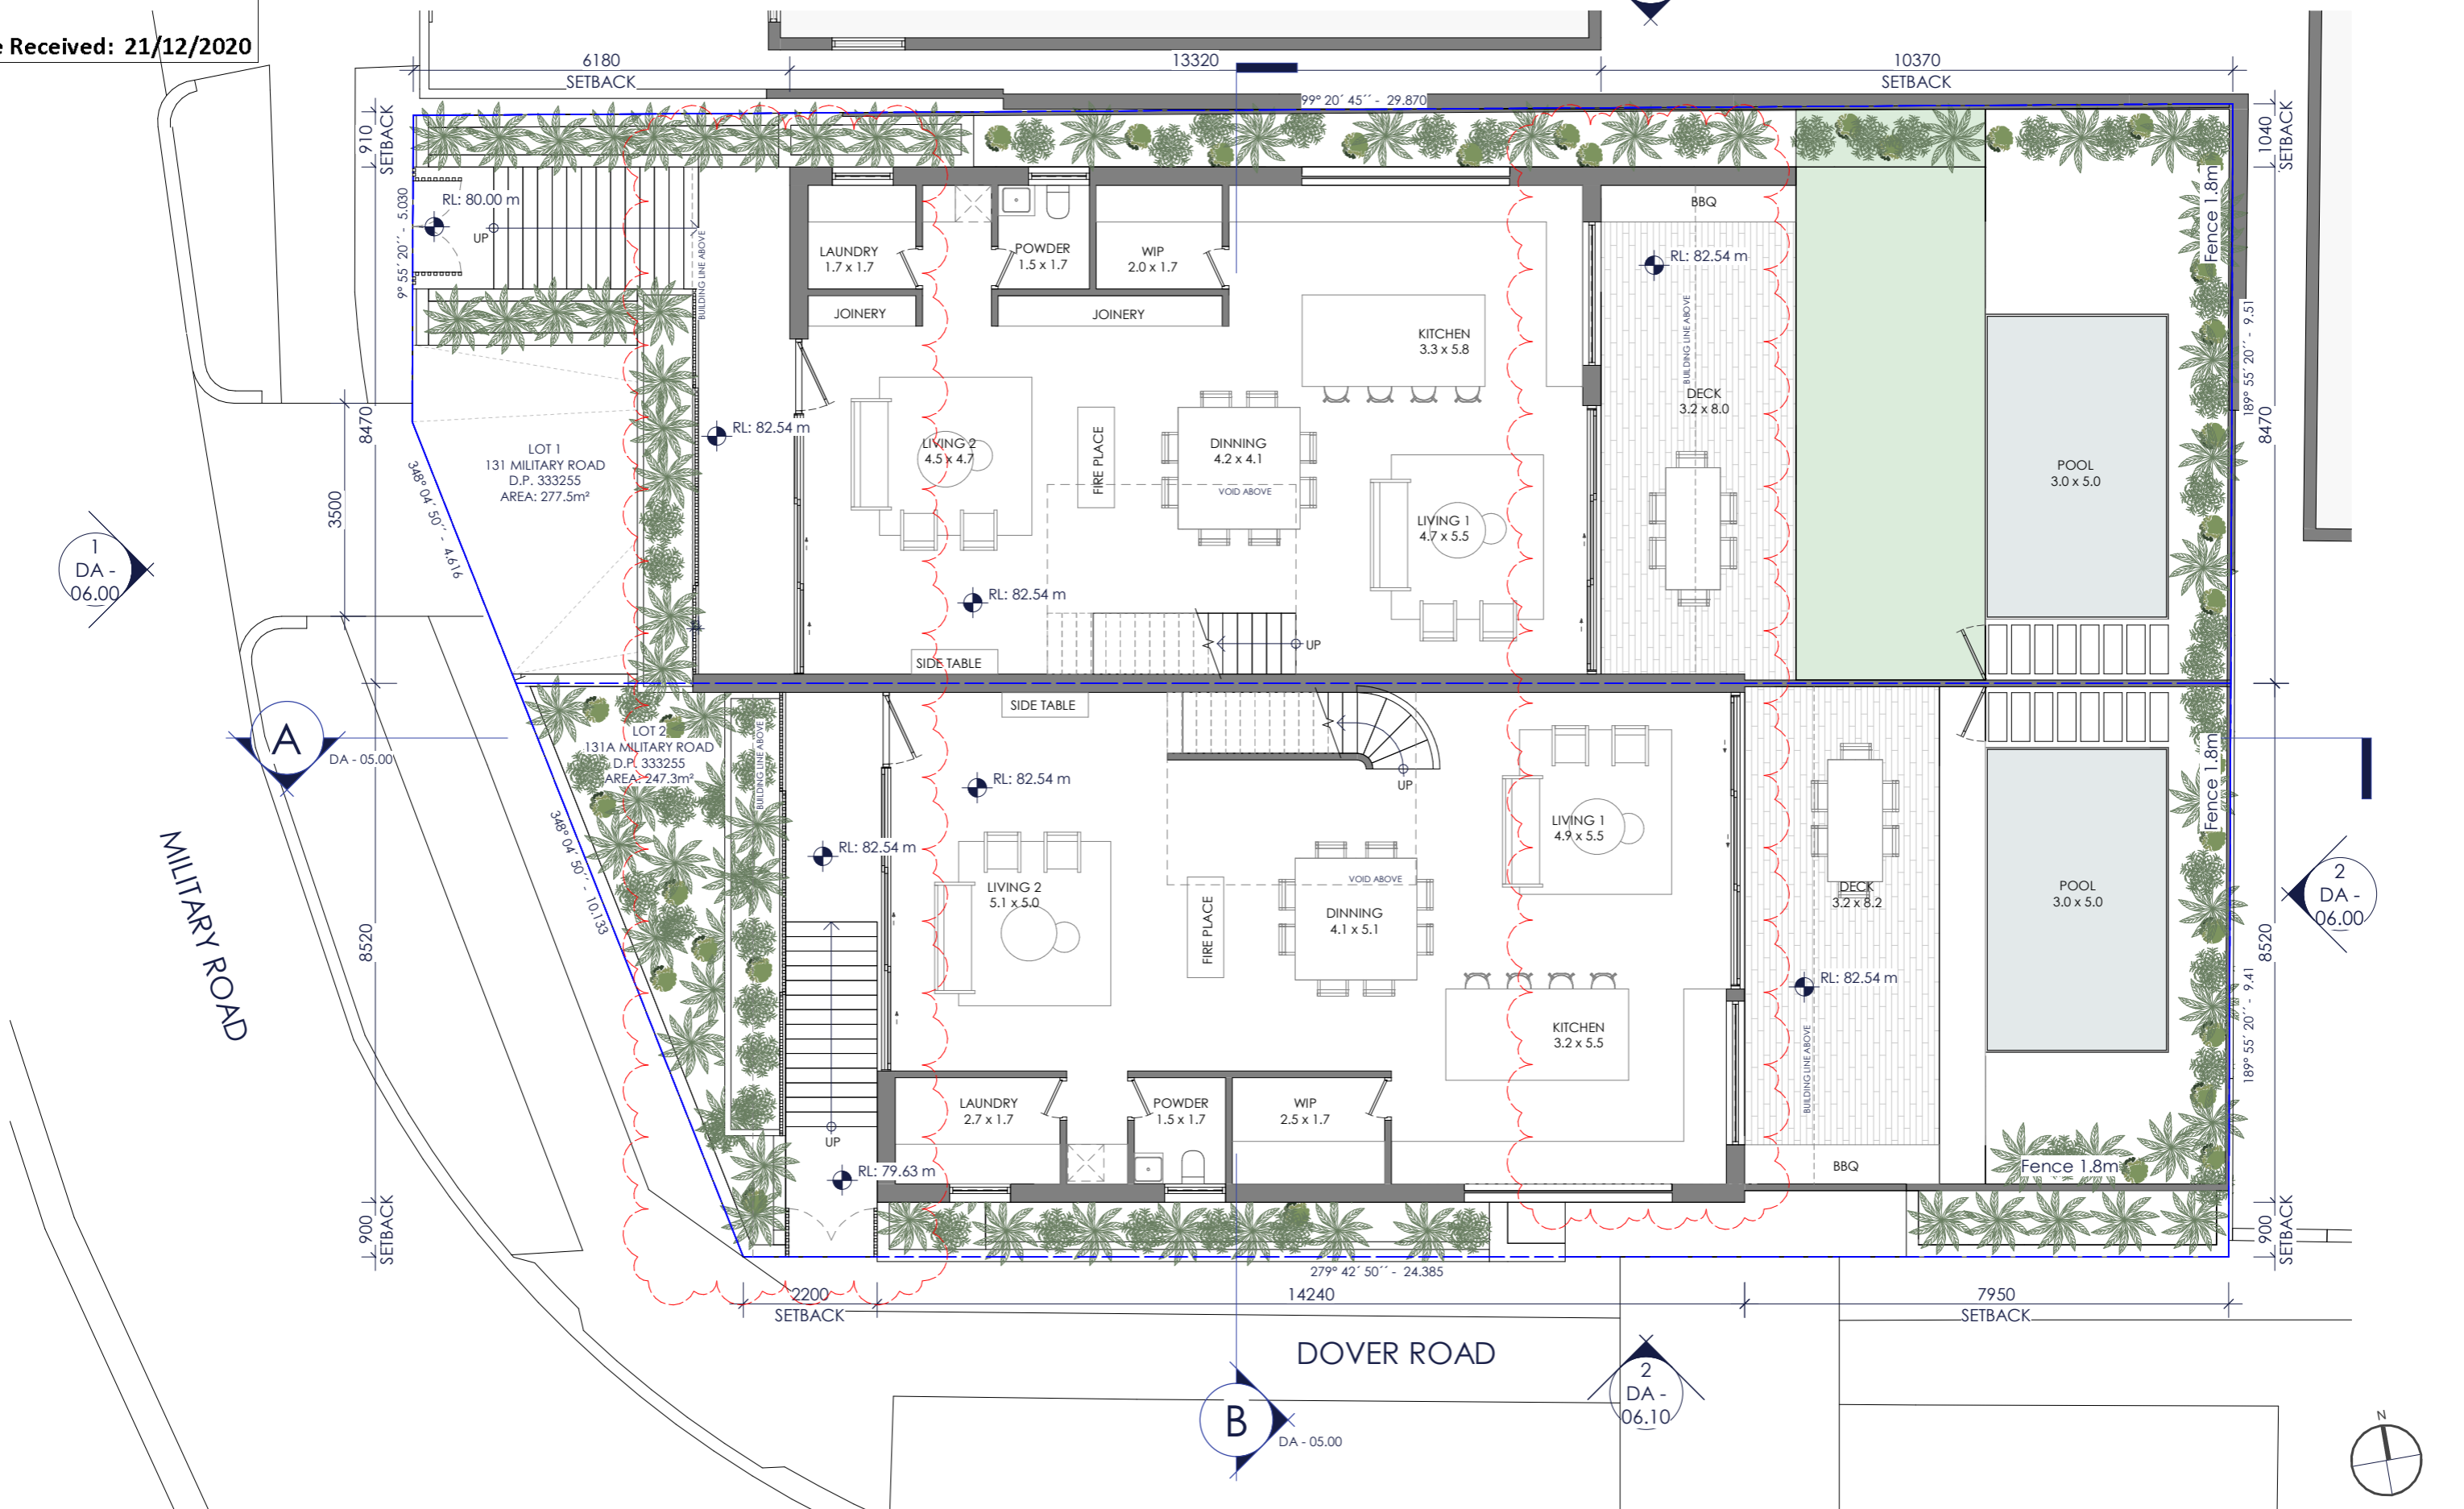 e Received: 21/12/2020
6180
SETBACK
13320
10370
SETBACK
99° 20´ 45´´ - 29.870
910
SETBACK
1040
SETBACK
9° 55´ 20´´ - 5.030
RL: 80.00 m
UP
BUILDING LINE ABOVE
LAUNDRY
1.7 x 1.7
POWDER
1.5 x 1.7
WIP
2.0 x 1.7
BBQ
RL: 82.54 m
Fence 1.8m
JOINERY
JOINERY
KITCHEN
3.3 x 5.8
BUILDING LINE ABOVE
DECK
3.2 x 8.0
189° 55´ 20´´ - 9.51
8470
8470
3500
LOT 1
131 MILITARY ROAD
D.P. 333255
AREA: 277.5m²
348° 04´ 50´´ - 4.616
RL: 82.54 m
LIVING 2
4.5 x 4.7
FIRE PLACE
DINNING
4.2 x 4.1
VOID ABOVE
LIVING 1
4.7 x 5.5
POOL
3.0 x 5.0
1
DA -
06.00
RL: 82.54 m
UP
SIDE TABLE
SIDE TABLE
A
DA - 05.00
LOT 2
131A MILITARY ROAD
D.P. 333255
AREA: 247.3m²
BUILDING LINE ABOVE
RL: 82.54 m
UP
LIVING 1
4.9 x 5.5
Fence 1.8m
348° 04´ 50´´ - 10.133
RL: 82.54 m
LIVING 2
5.1 x 5.0
VOID ABOVE
FIRE PLACE
DINNING
4.1 x 5.1
DECK
3.2 x 8.2
POOL
3.0 x 5.0
2
DA -
06.00
MILITARY ROAD
8520
8520
RL: 82.54 m
189° 55´ 20´´ - 9.41
KITCHEN
3.2 x 5.5
BUILDING LINE ABOVE
LAUNDRY
2.7 x 1.7
POWDER
1.5 x 1.7
WIP
2.5 x 1.7
UP
RL: 79.63 m
BBQ
Fence 1.8m
900
SETBACK
900
SETBACK
279° 42´ 50´´ - 24.385
2200
SETBACK
14240
7950
SETBACK
DOVER ROAD
2
DA -
06.10
B
DA - 05.00
N